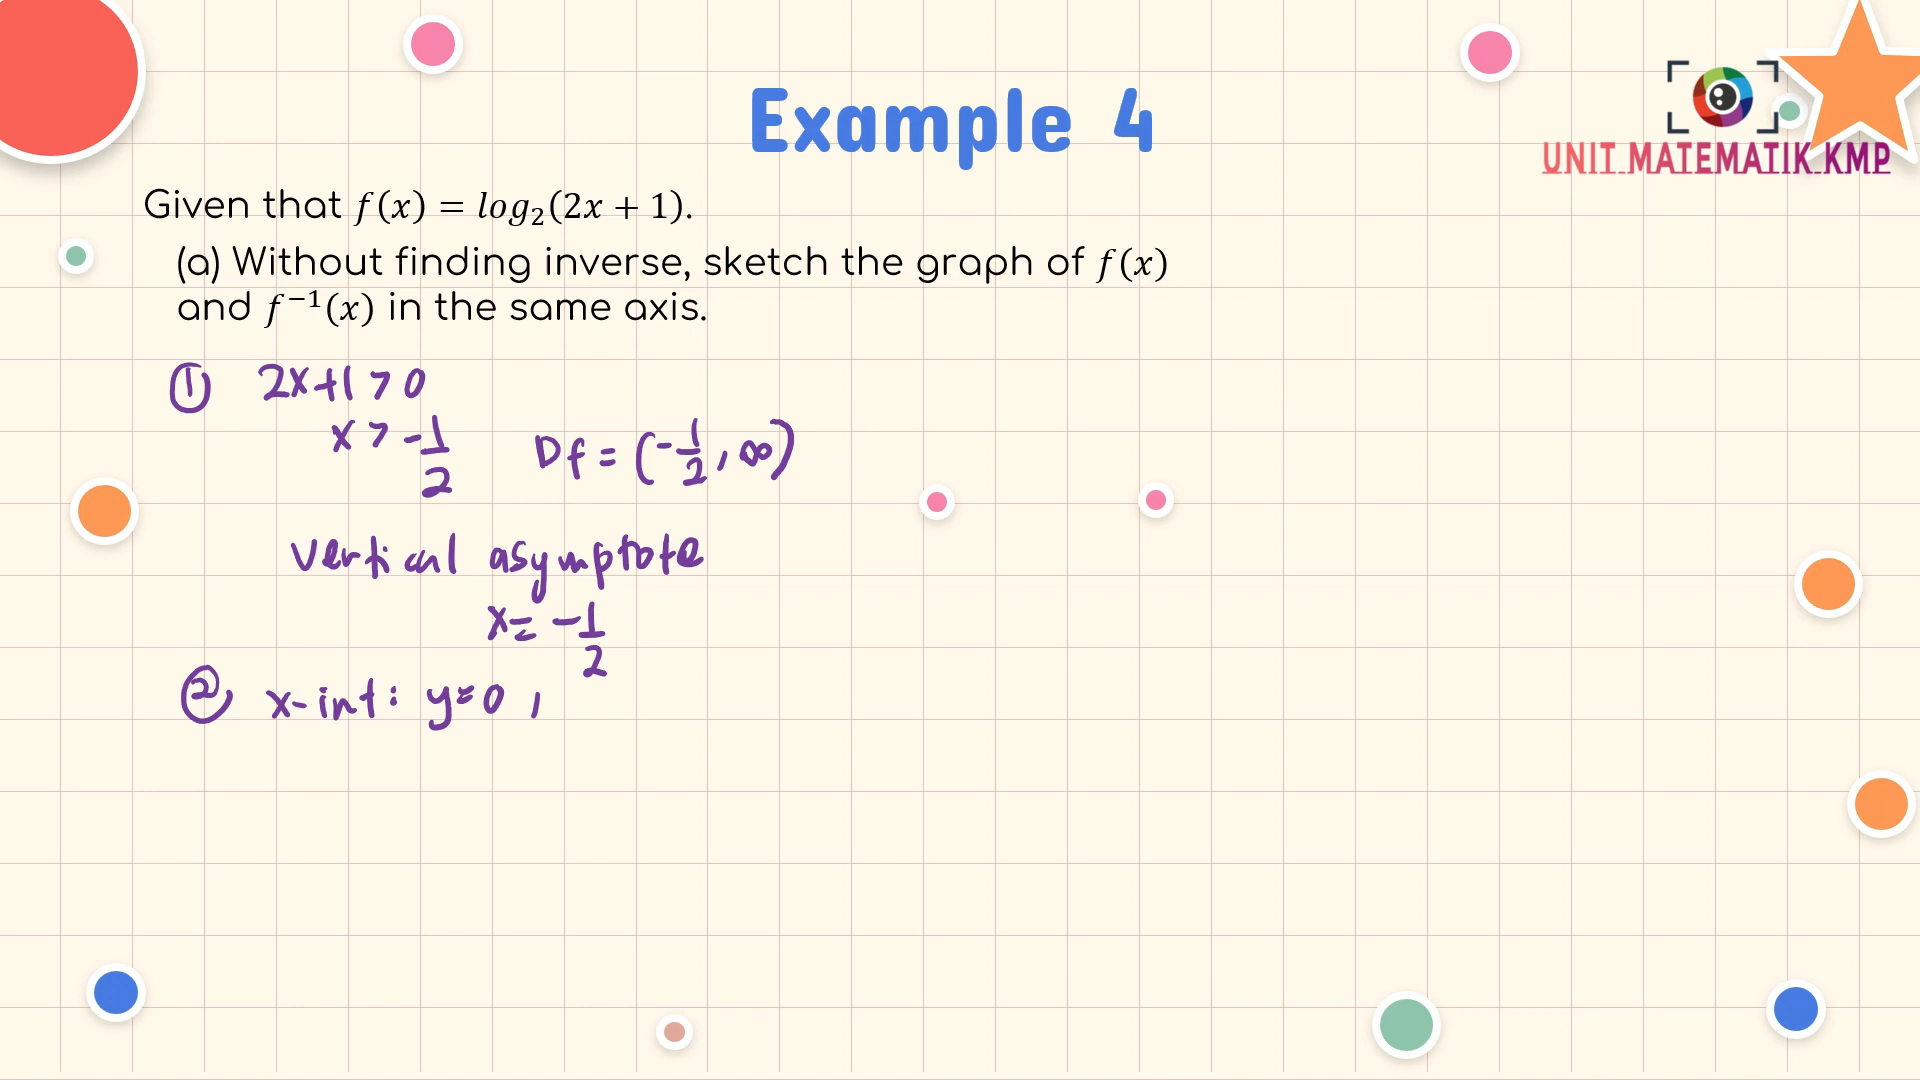 Example 4
UNIT MATEMATIK KMP
Given that f(x) = log₂(2x + 1).
(a) Without finding inverse, sketch the graph of f(x)
and f⁻¹(x) in the same axis.
① 2x+1 > 0
x > -1/2
Df = (-1/2, ∞)
vertical asymptote
x = -1/2
② x-int: y=0 ,